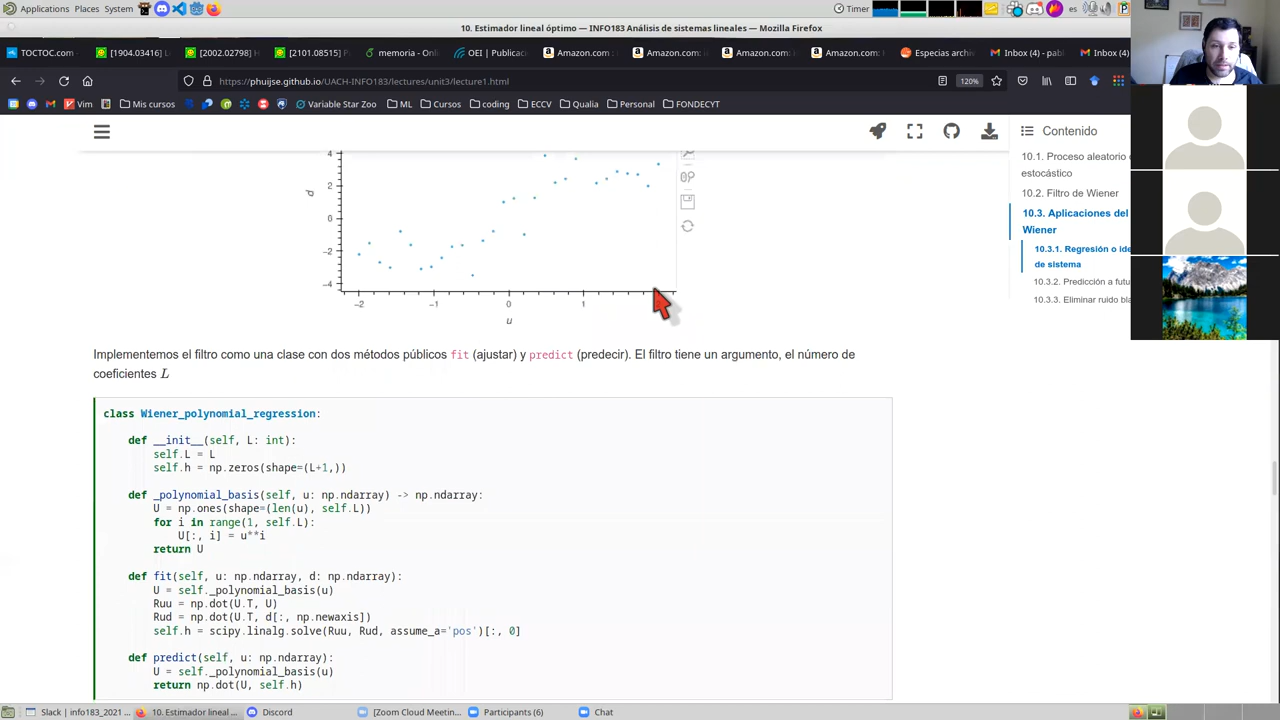 Applications Places System
Timer
es
10. Estimador lineal óptimo — INFO183 Análisis de sistemas lineales — Mozilla Firefox
TOCTOC.com
[1904.03416] L
[2002.02798] H
[2101.08515] F
memoria - O
OEI | Public
Amazon.com:
Amazon.com:
Amazon.com:
Amazon.com:
Especias archiv
Inbox (4) - pabl
Inbox (4)
https://phuijse.github.io/UACH-INFO183/lectures/unit3/lecture1.html
120%
Vim
Mis cursos
Variable Star Zoo
ML
Cursos
coding
ECCV
Qualia
Personal
FONDECYT
Contenido
10.1. Proceso aleatorio
estocástico
10.2. Filtro de Wiener
10.3. Aplicaciones del
Wiener
10.3.1. Regresión o ide
de sistema
10.3.2. Predicción a futu
10.3.3. Eliminar ruido bla
4
2
0
−2
−4
d
−2
−1
0
1
u
Implementemos el filtro como una clase con dos métodos públicos fit (ajustar) y predict (predecir). El filtro tiene un argumento, el número de
coeficientes L
class Wiener_polynomial_regression:
def __init__(self, L: int):
self.L = L
self.h = np.zeros(shape=(L+1,))
def _polynomial_basis(self, u: np.ndarray) -> np.ndarray:
U = np.ones(shape=(len(u), self.L))
for i in range(1, self.L):
U[:, i] = u**i
return U
def fit(self, u: np.ndarray, d: np.ndarray):
U = self._polynomial_basis(u)
Ruu = np.dot(U.T, U)
Rud = np.dot(U.T, d[:, np.newaxis])
self.h = scipy.linalg.solve(Ruu, Rud, assume_a='pos')[:, 0]
def predict(self, u: np.ndarray):
U = self._polynomial_basis(u)
return np.dot(U, self.h)
Slack | info183_2021 ...
10. Estimador lineal ...
Discord
[Zoom Cloud Meetin...
Participants (6)
Chat